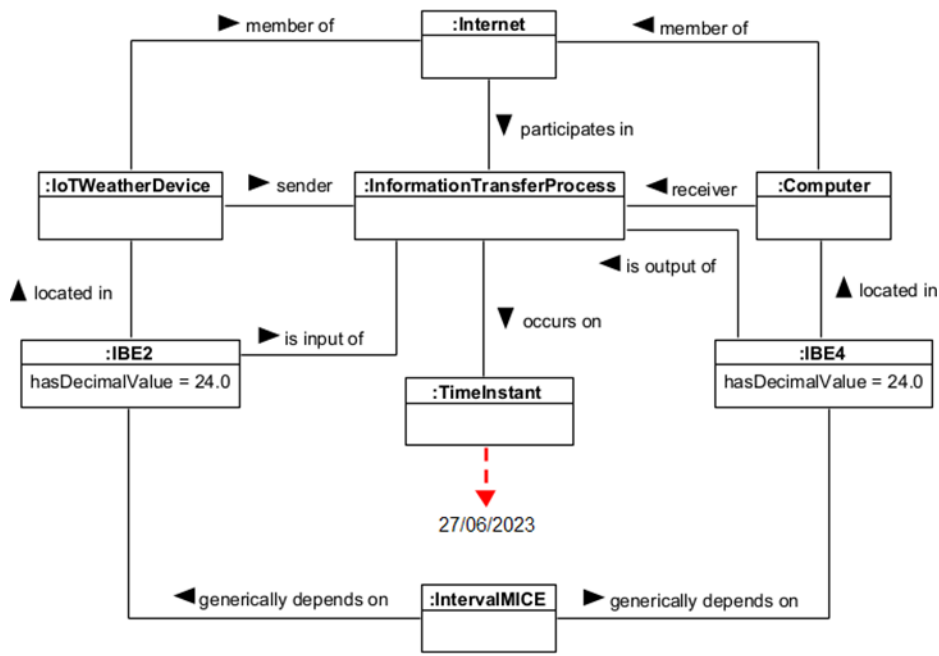 :Internet
member of
member of
participates in
:IoTWeatherDevice
sender
:InformationTransferProcess
receiver
:Computer
located in
is input of
is output of
located in
occurs on
:IBE2
hasDecimalValue = 24.0
:IBE4
hasDecimalValue = 24.0
:TimeInstant
27/06/2023
generically depends on
:IntervalMICE
generically depends on